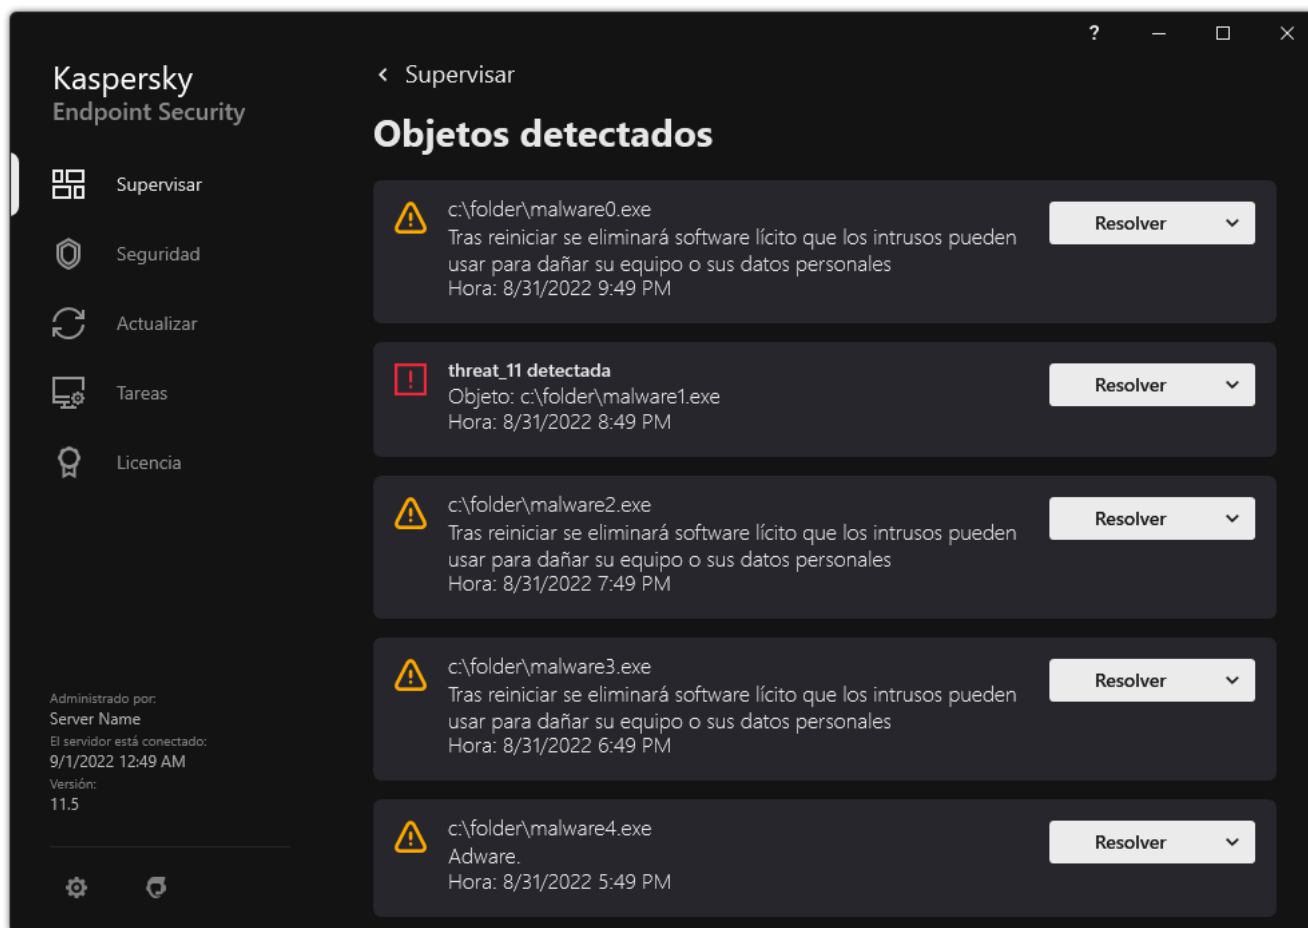 ?
Kaspersky
Endpoint Security
Supervisar
Seguridad
Actualizar
Tareas
Licencia
Administrado por:
Server Name
El servidor está conectado:
9/1/2022 12:49 AM
Versión:
11.5
Supervisar
Objetos detectados
c:\folder\malware0.exe
Tras reiniciar se eliminará software lícito que los intrusos pueden
usar para dañar su equipo o sus datos personales
Hora: 8/31/2022 9:49 PM
Resolver
threat_11 detectada
Objeto: c:\folder\malware1.exe
Hora: 8/31/2022 8:49 PM
Resolver
c:\folder\malware2.exe
Tras reiniciar se eliminará software lícito que los intrusos pueden
usar para dañar su equipo o sus datos personales
Hora: 8/31/2022 7:49 PM
Resolver
c:\folder\malware3.exe
Tras reiniciar se eliminará software lícito que los intrusos pueden
usar para dañar su equipo o sus datos personales
Hora: 8/31/2022 6:49 PM
Resolver
c:\folder\malware4.exe
Adware.
Hora: 8/31/2022 5:49 PM
Resolver